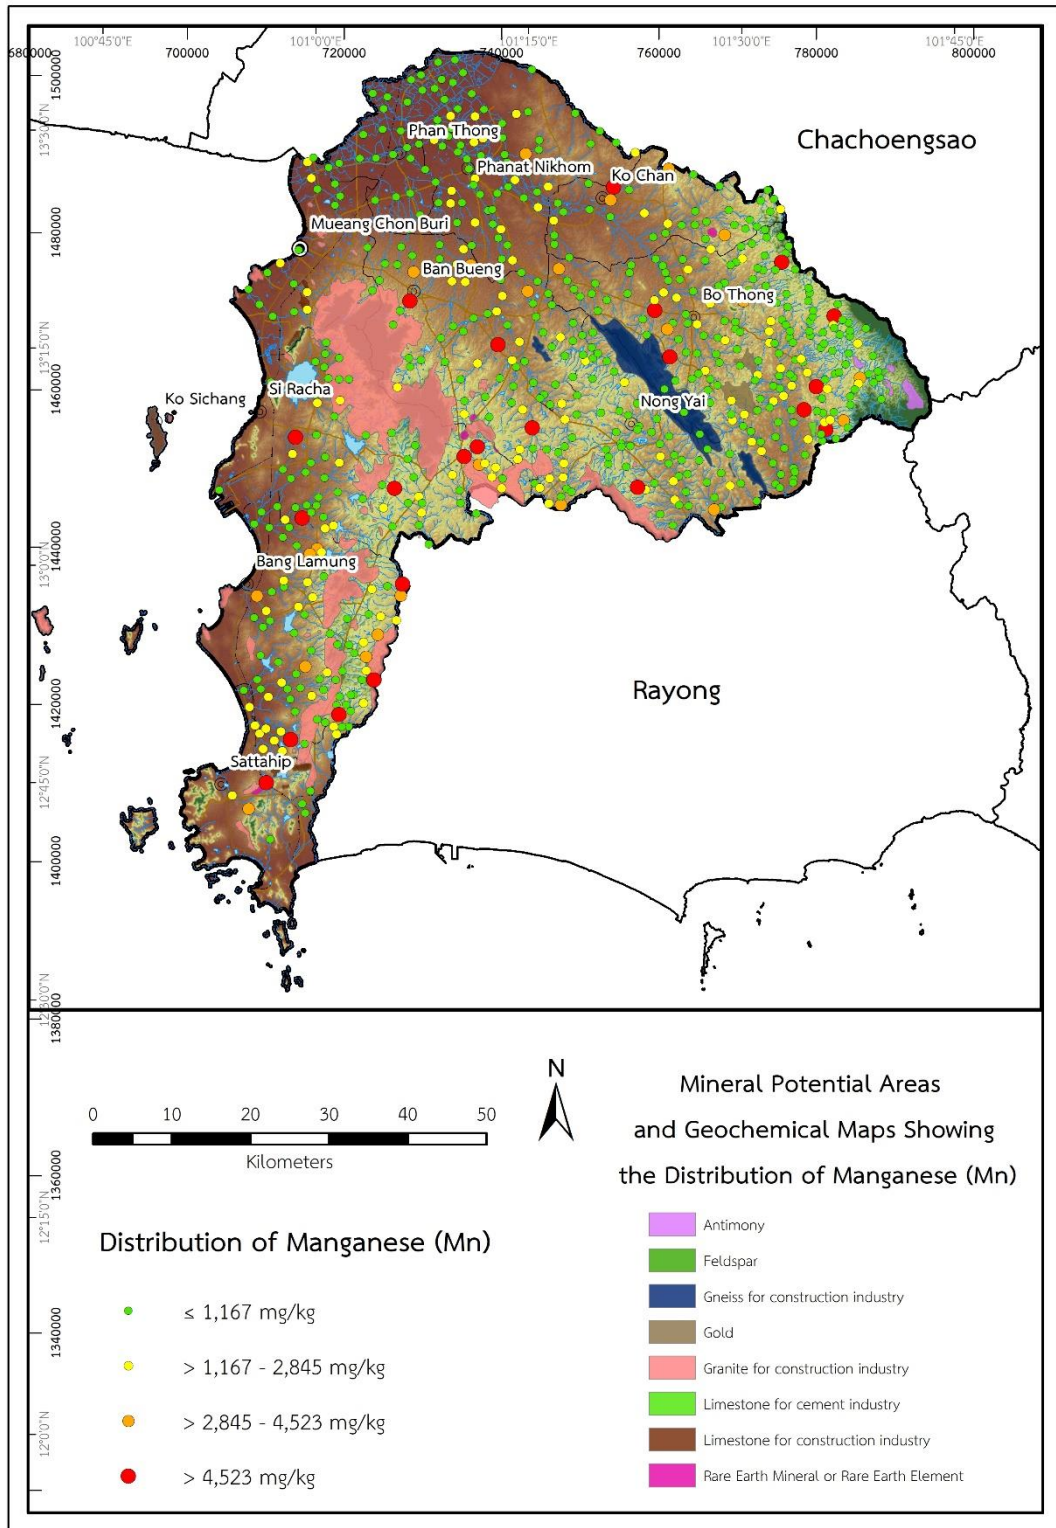 100°45'0"E
101°0'0"E
101°15'0"E
101°30'0"E
101°45'0"E
680000
700000
720000
740000
760000
780000
800000
1500000
13°30'0"N
1480000
13°15'0"N
1460000
1440000
13°0'0"N
1420000
12°45'0"N
1400000
12°30'0"N
1380000
1360000
12°15'0"N
1340000
12°0'0"N
Chachoengsao
Phan Thong
Phanat Nikhom
Ko Chan
Mueang Chon Buri
Ban Bueng
Bo Thong
Si Racha
Ko Sichang
Nong Yai
Bang Lamung
Rayong
Sattahip
0 10 20 30 40 50
Kilometers
N
Mineral Potential Areas
and Geochemical Maps Showing
the Distribution of Manganese (Mn)
Distribution of Manganese (Mn)
≤ 1,167 mg/kg
> 1,167 - 2,845 mg/kg
> 2,845 - 4,523 mg/kg
> 4,523 mg/kg
Antimony
Feldspar
Gneiss for construction industry
Gold
Granite for construction industry
Limestone for cement industry
Limestone for construction industry
Rare Earth Mineral or Rare Earth Element